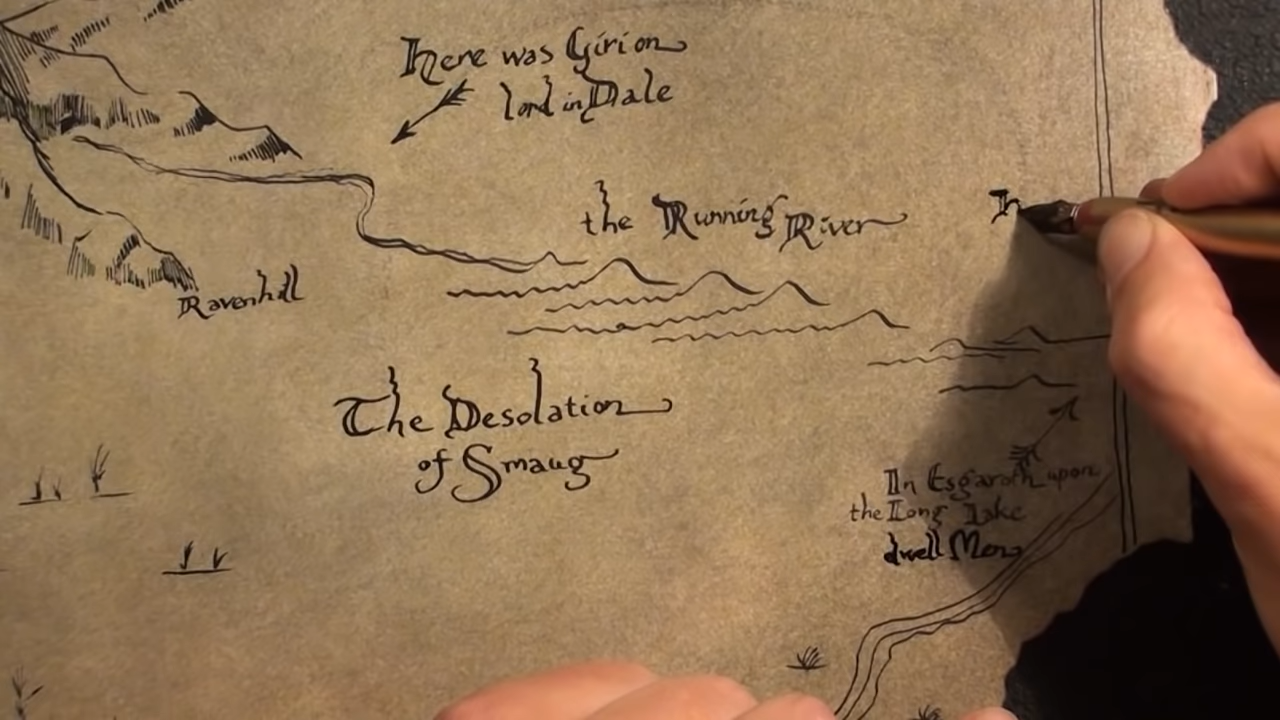 Here was Girion
lord in Dale
the Running River
In
Ravenhill
The Desolation
of Smaug
In Esgaroth upon
the Long Lake
dwell Men